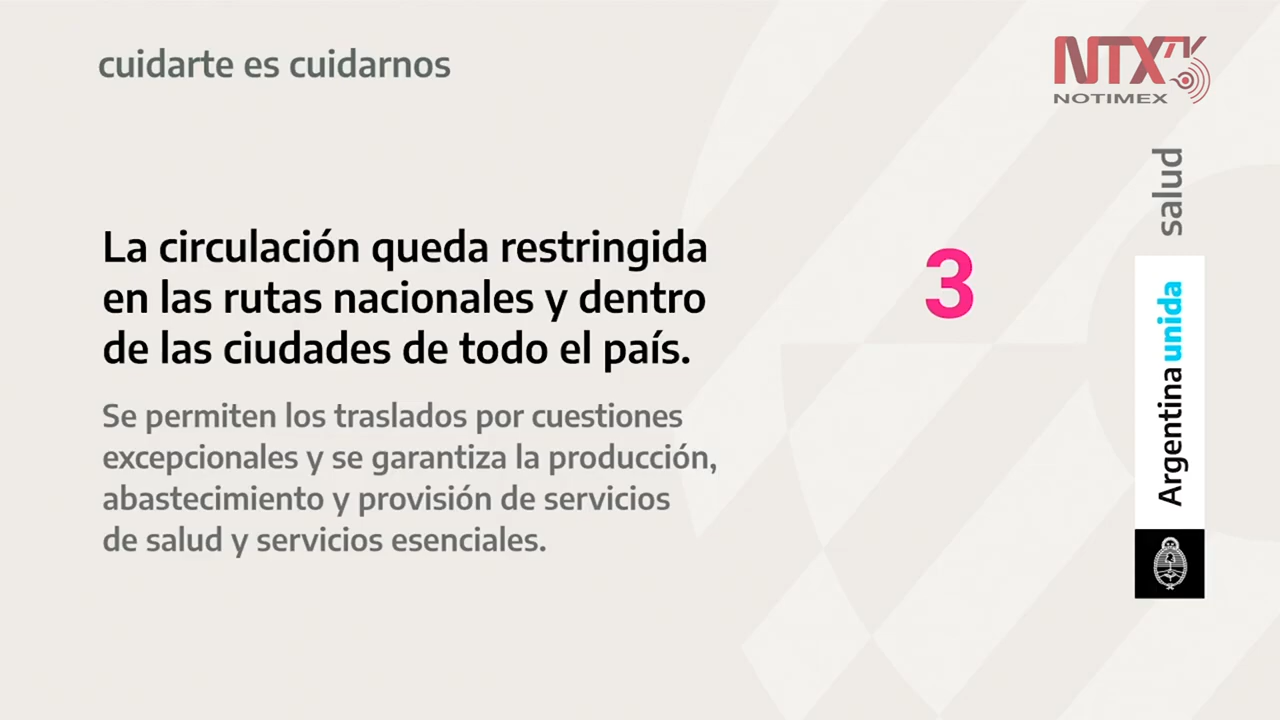 cuidarte es cuidarnos
NTX TV
NOTIMEX
salud
La circulación queda restringida
en las rutas nacionales y dentro
de las ciudades de todo el país.
3
Se permiten los traslados por cuestiones
excepcionales y se garantiza la producción,
abastecimiento y provisión de servicios
de salud y servicios esenciales.
Argentina unida